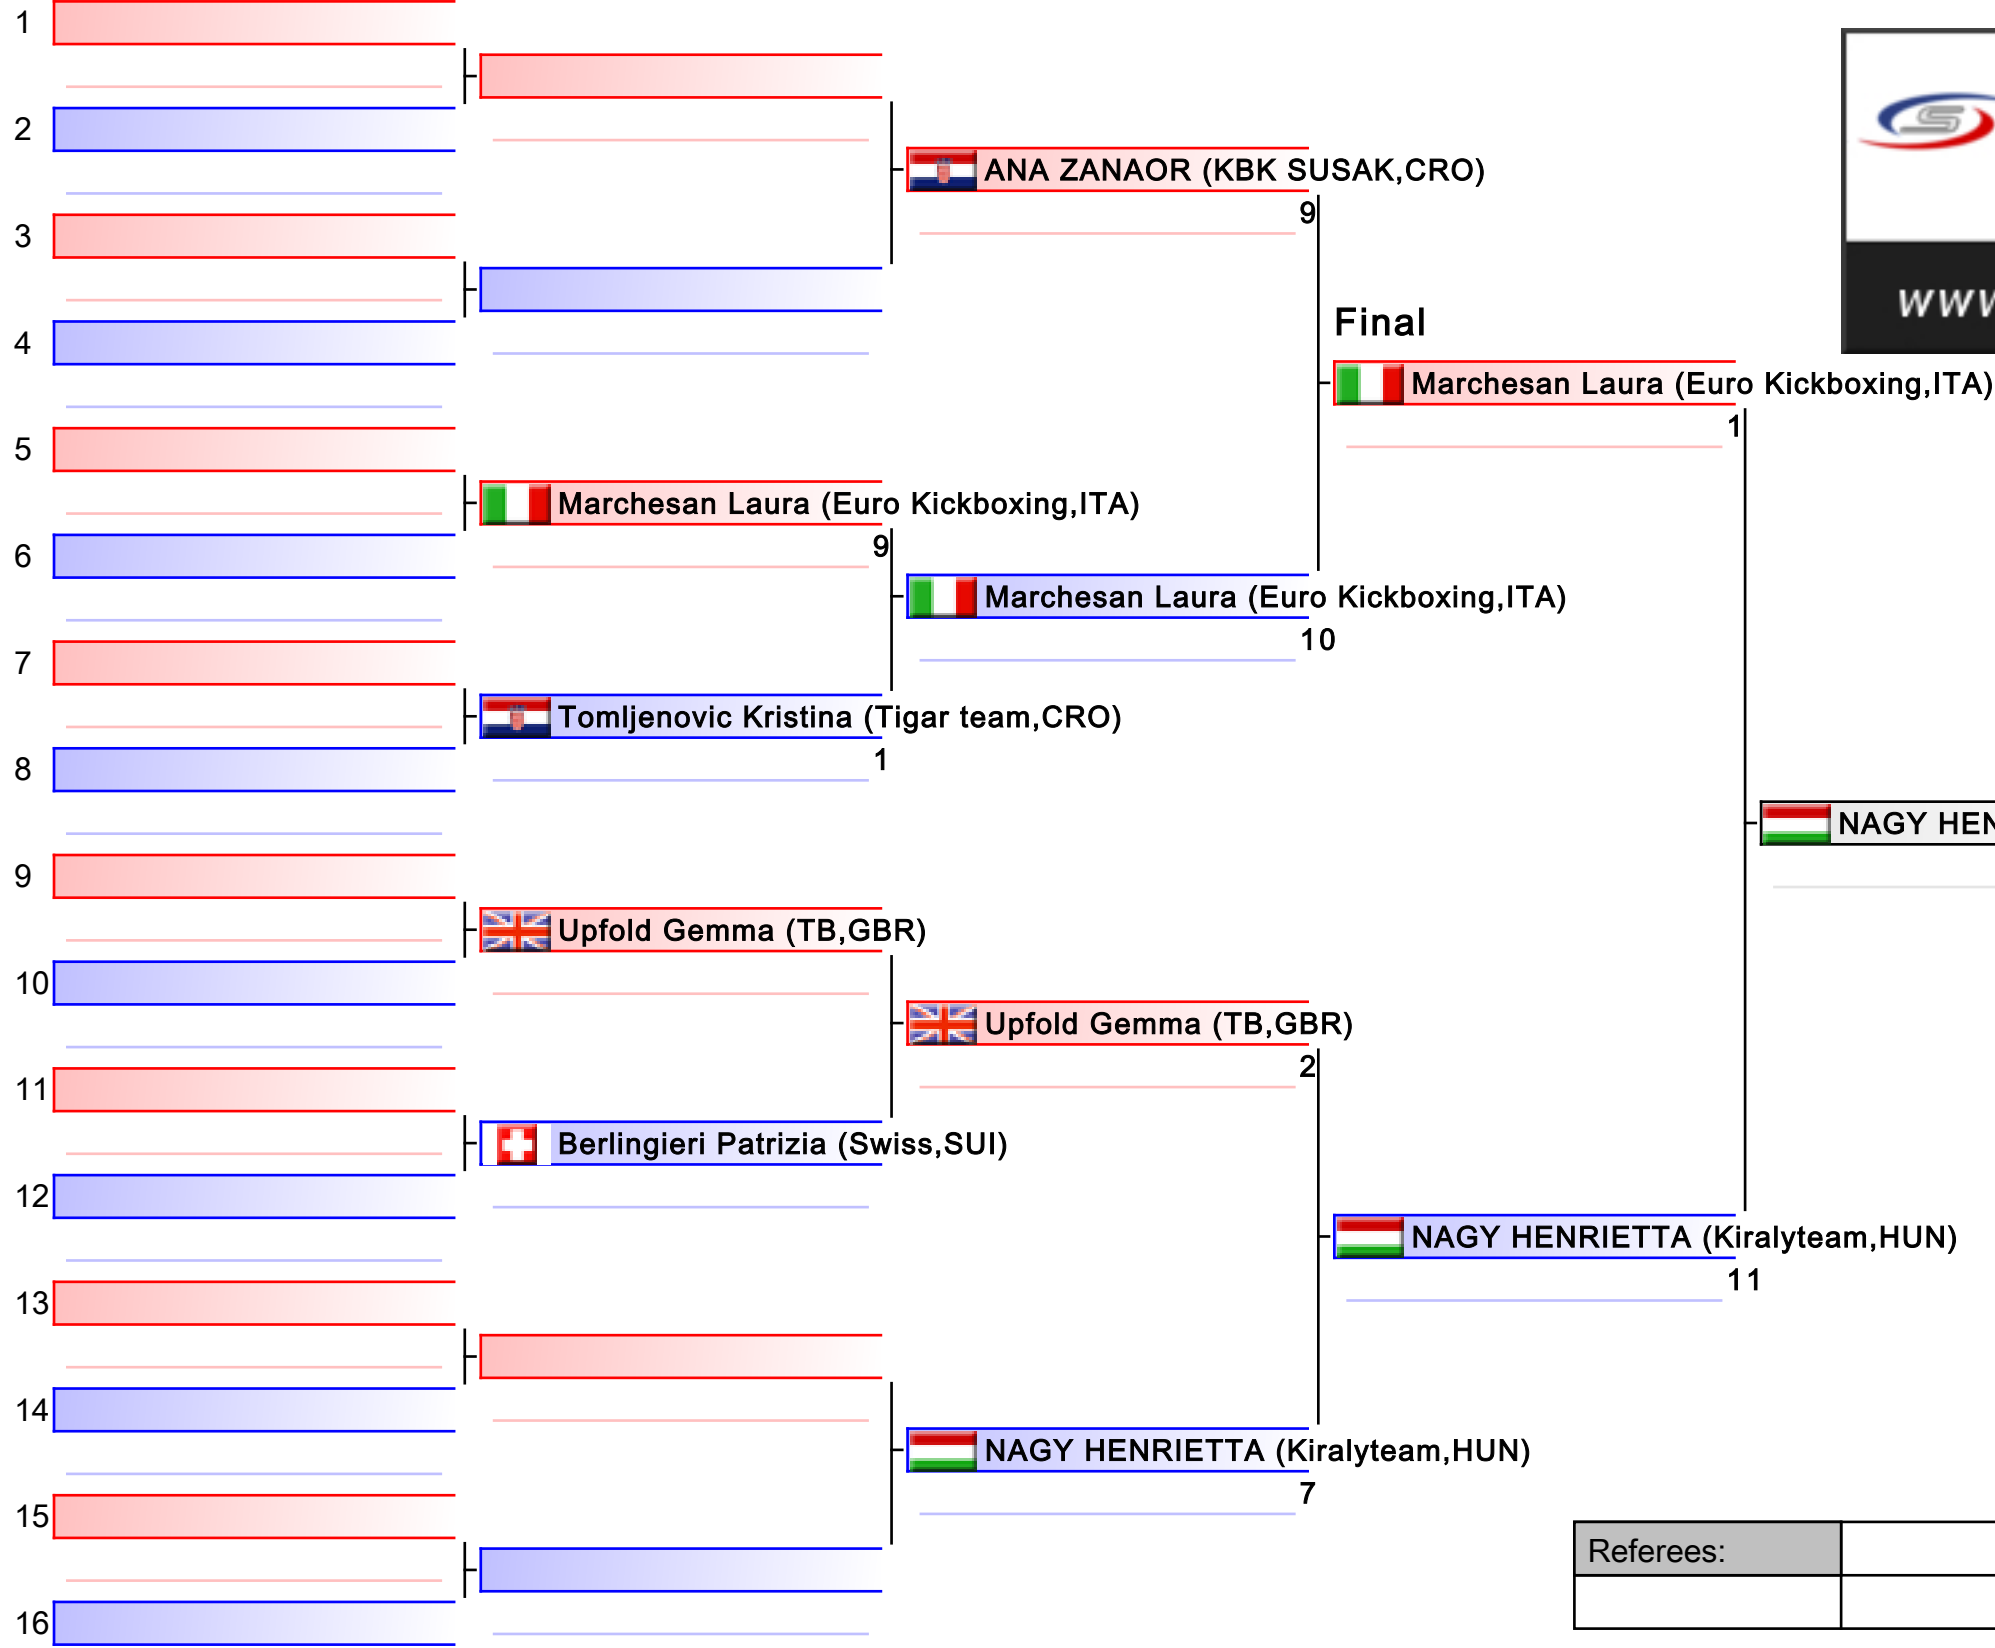 1
2
ANA ZANAOR (KBK SUSAK,CRO)
9
3
Final
4
Marchesan Laura (Euro Kickboxing,ITA)
1
5
Marchesan Laura (Euro Kickboxing,ITA)
9
6
Marchesan Laura (Euro Kickboxing,ITA)
10
7
Tomljenovic Kristina (Tigar team,CRO)
1
8
NAGY HEN
9
Upfold Gemma (TB,GBR)
10
Upfold Gemma (TB,GBR)
2
11
Berlingieri Patrizia (Swiss,SUI)
12
NAGY HENRIETTA (Kiralyteam,HUN)
11
13
14
NAGY HENRIETTA (Kiralyteam,HUN)
7
15
Referees:
16